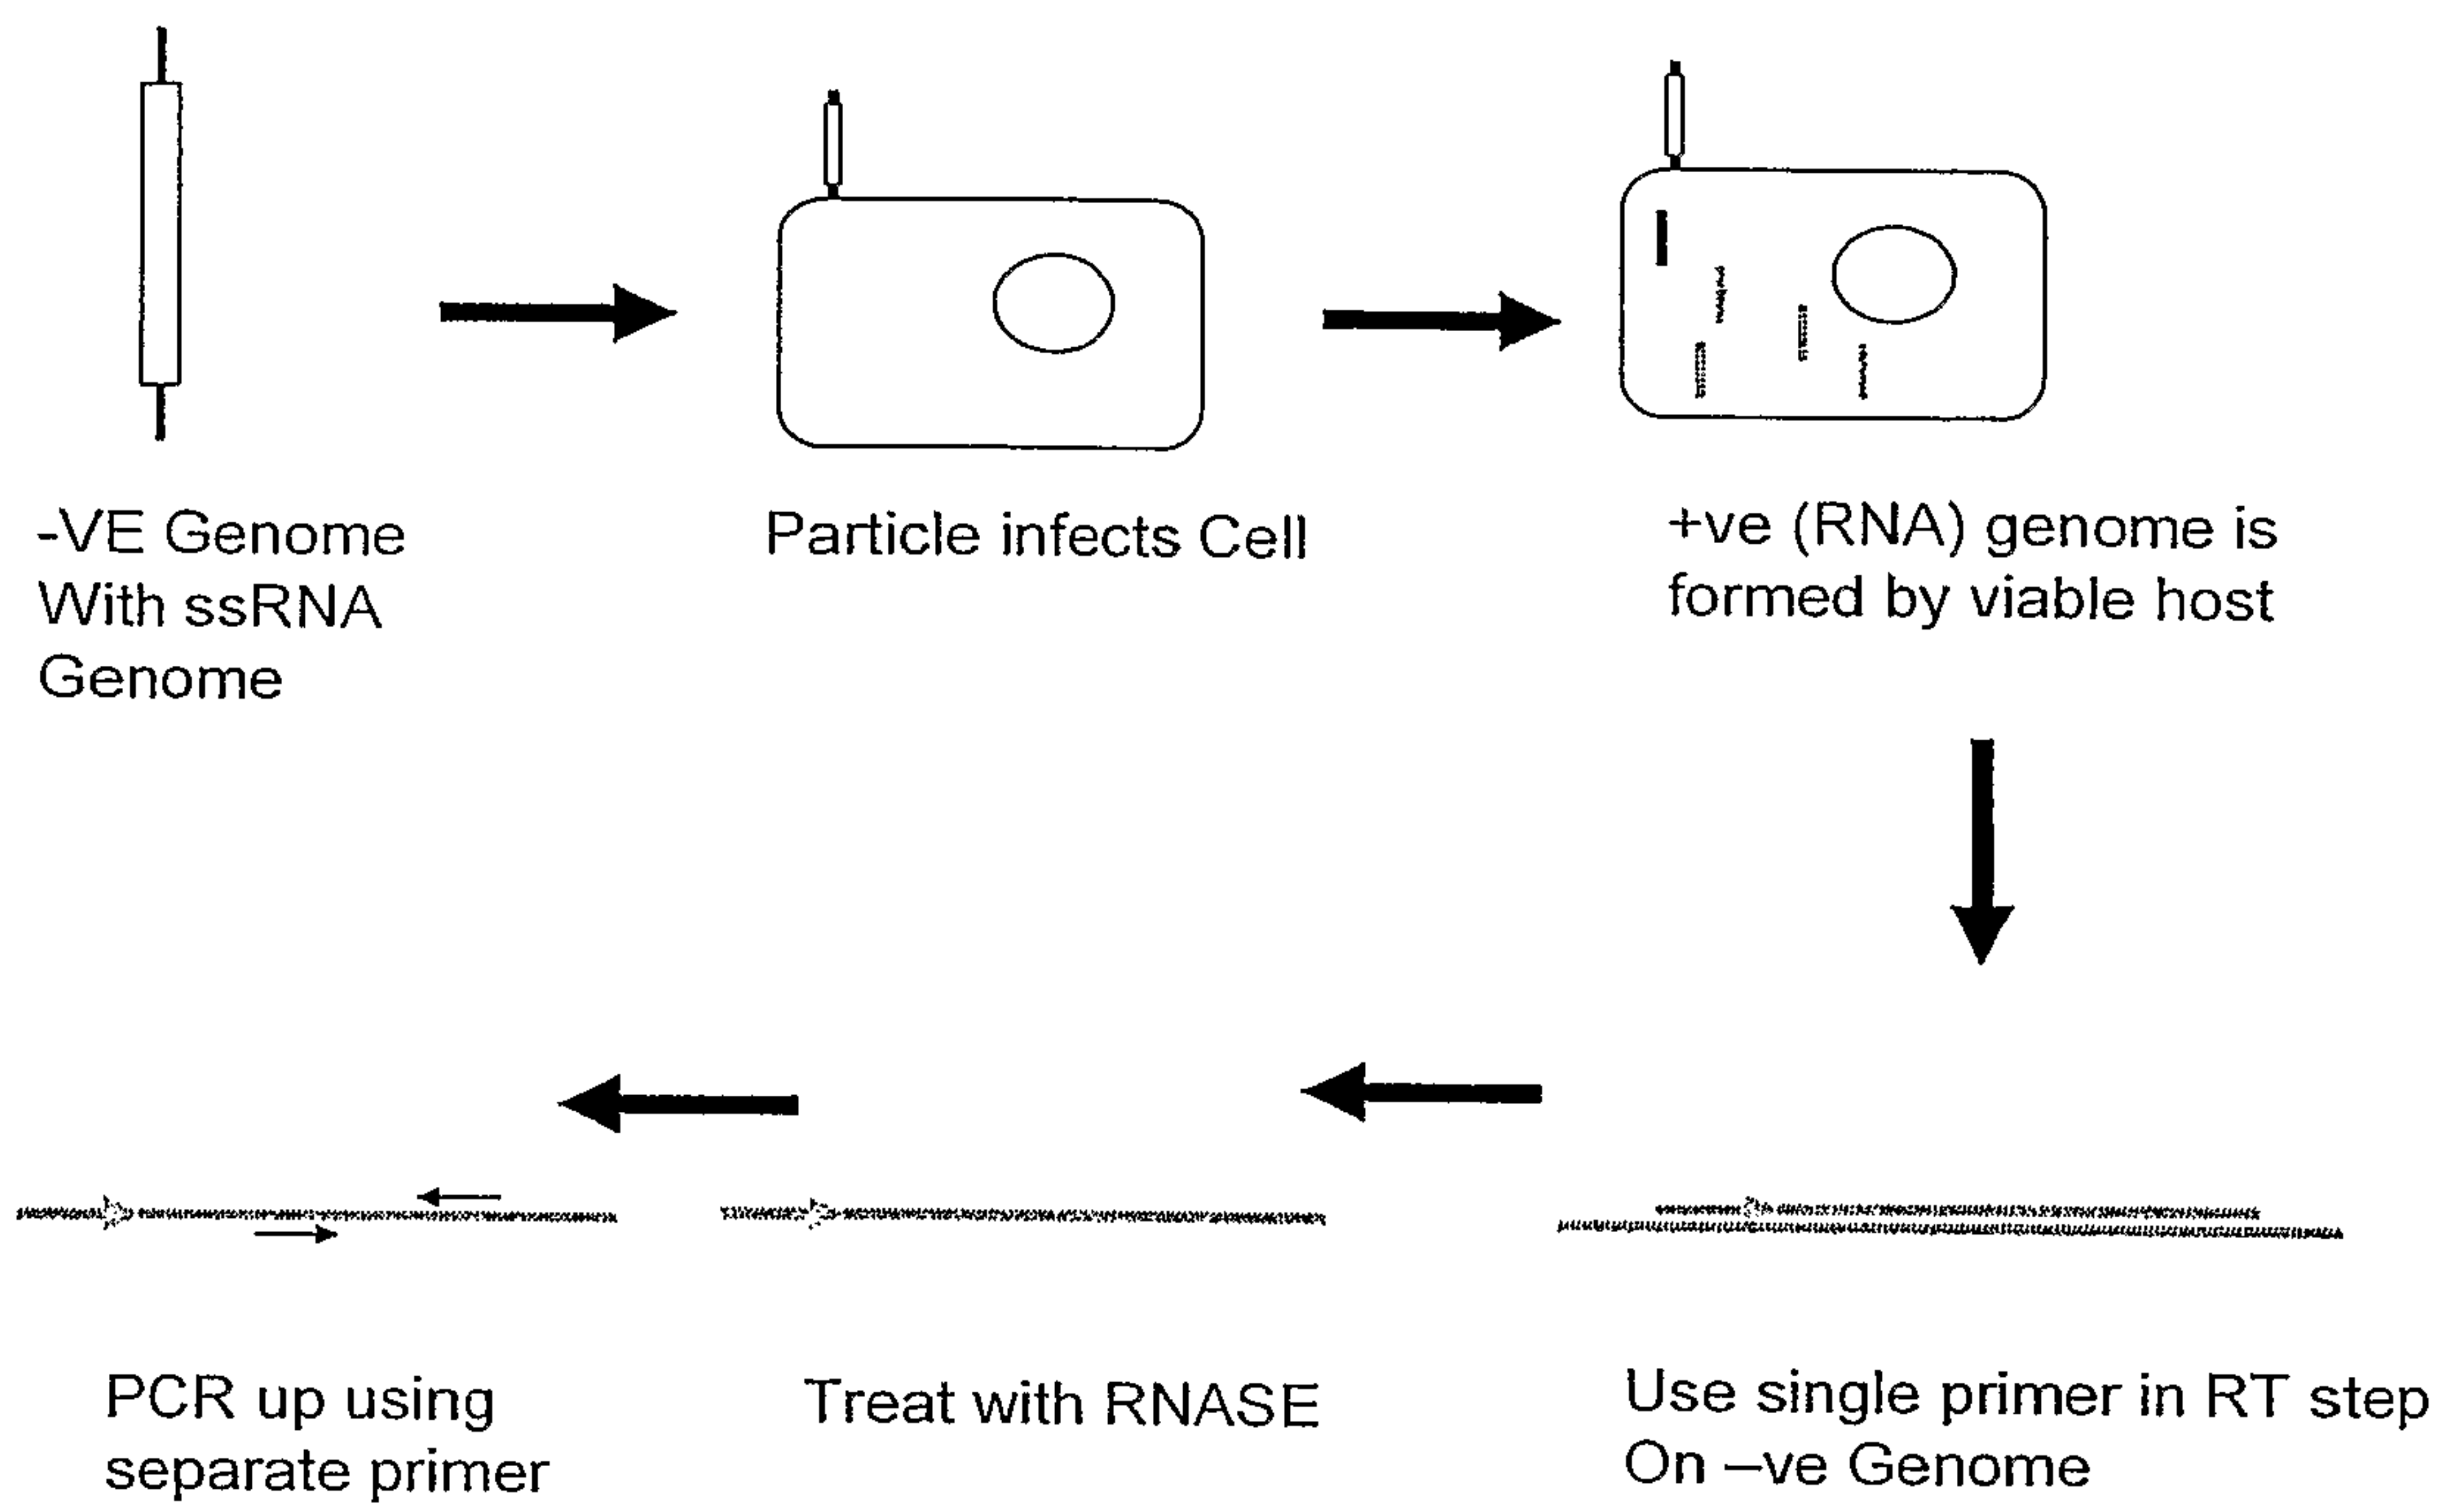 -VE Genome
With ssRNA
Genome
Particle infects Cell
+ve (RNA) genome is
formed by viable host
PCR up using
separate primer
Treat with RNASE
Use single primer in RT step
On –ve Genome